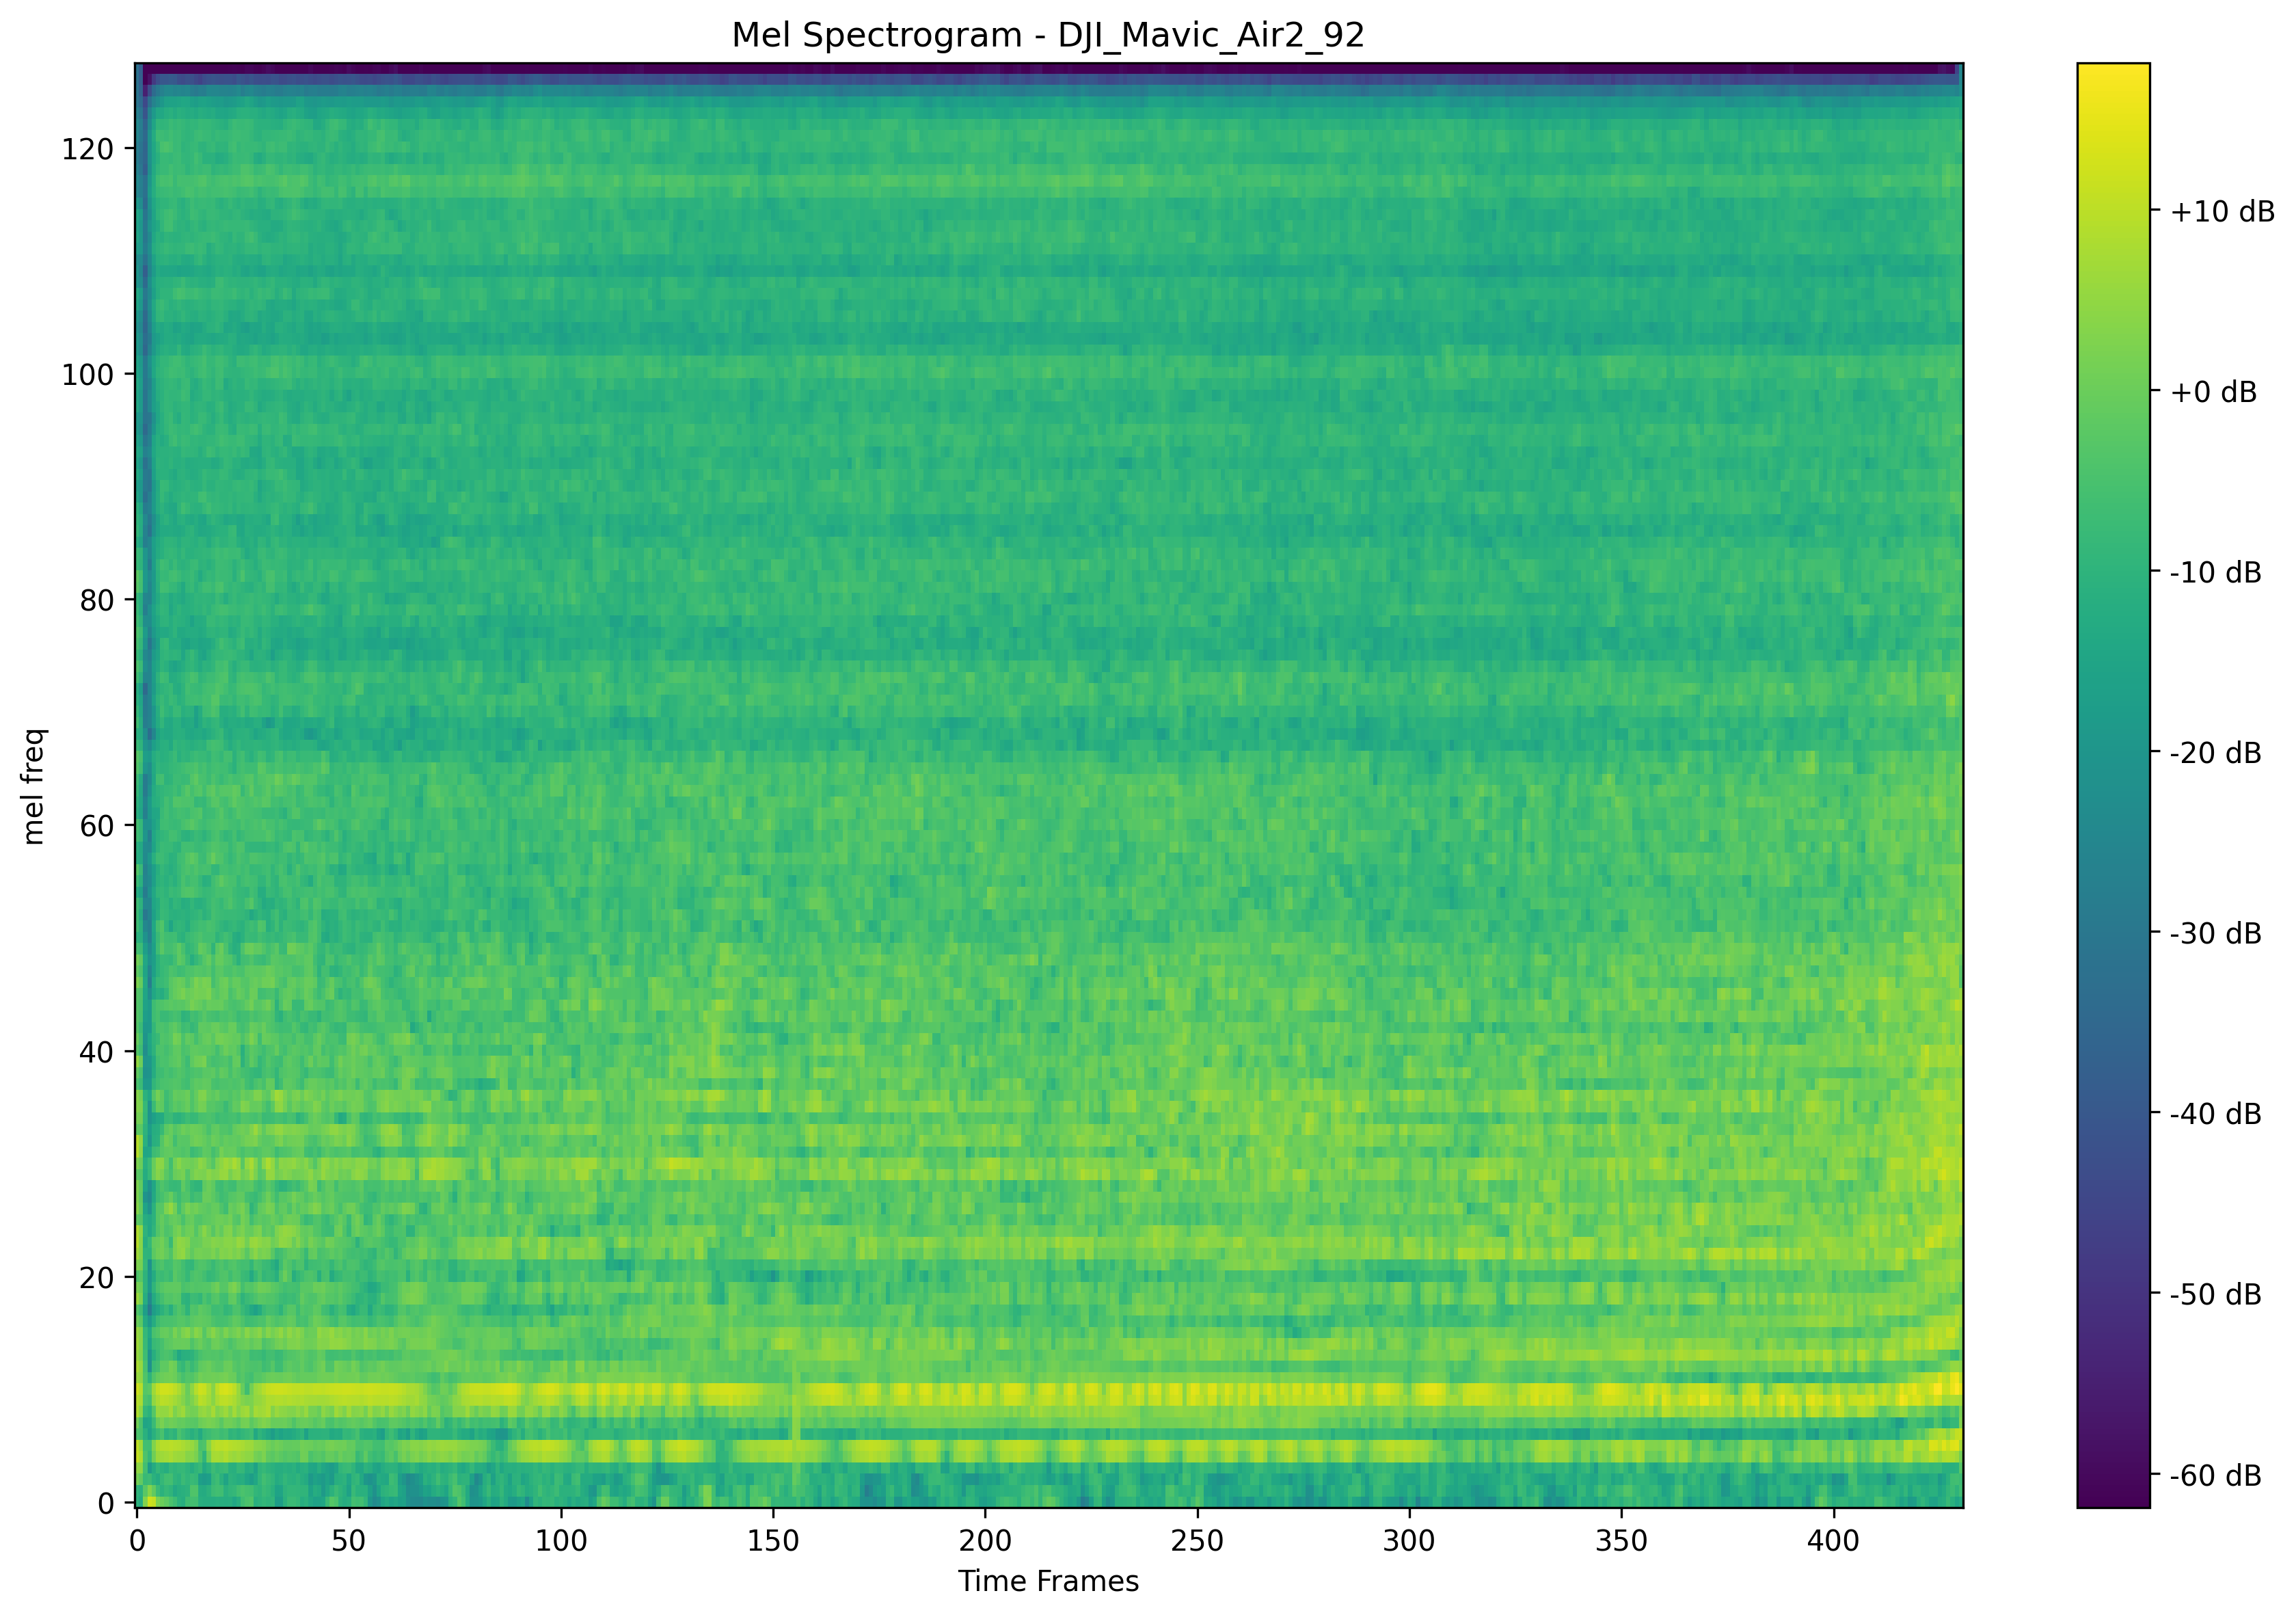 Mel Spectrogram - DJI_Mavic_Air2_92
mel freq
120
100
80
60
40
20
0
0 50 100 150 200 250 300 350 400
Time Frames
+10 dB
+0 dB
-10 dB
-20 dB
-30 dB
-40 dB
-50 dB
-60 dB